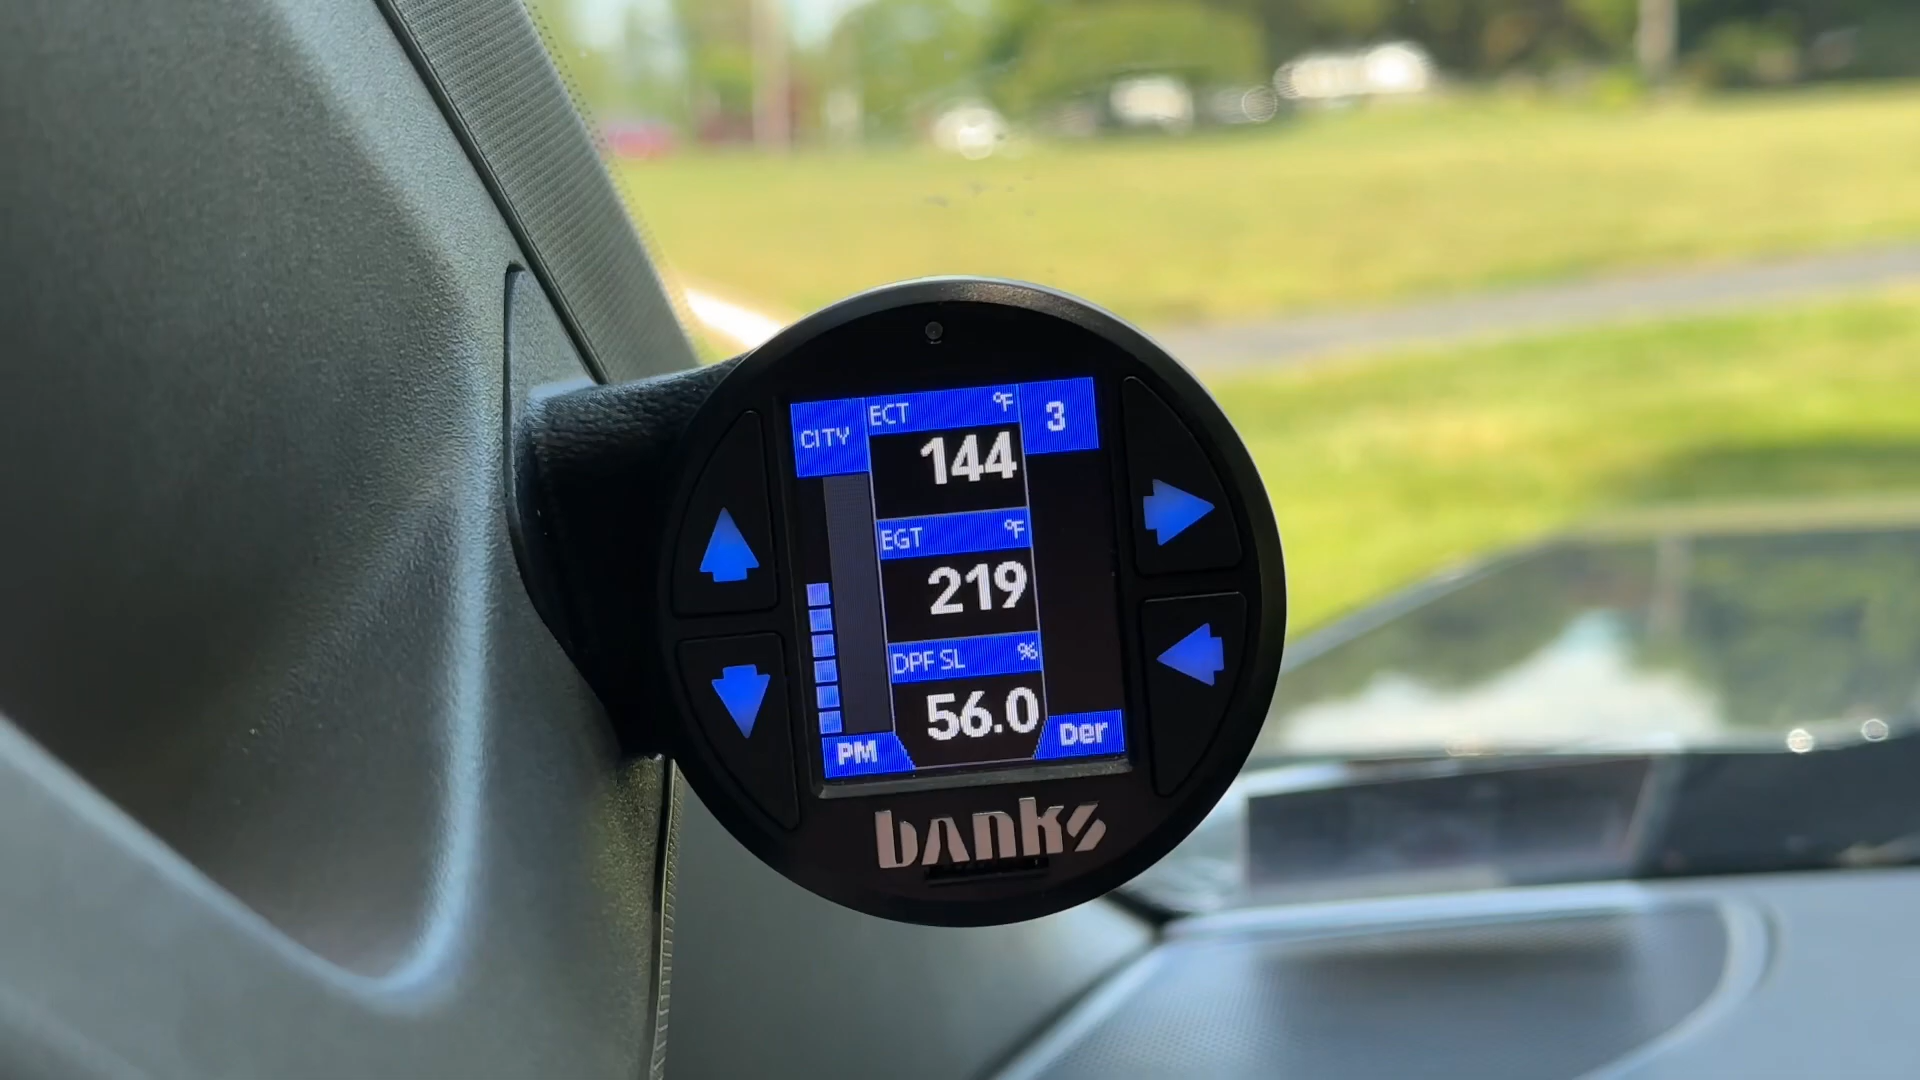 CITY
ECT °F
144
3
EGT °F
219
DPF SL %
56.0
PM
Der
banks